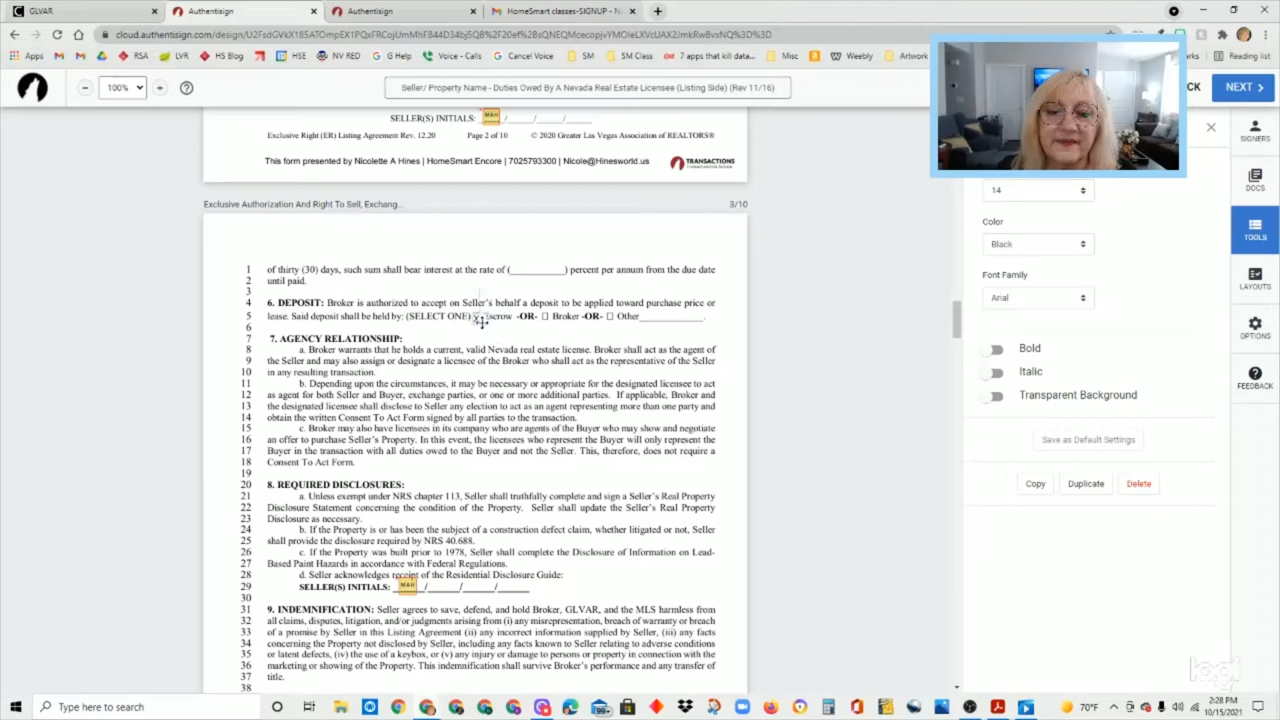 GLVAR
Authentisign
Authentisign
HomeSmart classes-SIGNUP -
Apps
RSA
HS Blog
LVR
NV RED
G Help
Voice - Calls
Cancel Voice
SM
SM Class
7 apps that kill data...
Misc
Weebly
Artwork
Reading list
100%
Seller/ Property Name - Duties Owed By A Nevada Real Estate Licensee (Listing Side) (Rev 11/16)
CK
NEXT
SELLER(S) INITIALS: M&H /_____/_____/_____
Exclusive Right (ER) Listing Agreement Rev. 12.20 Page 2 of 10 © 2020 Greater Las Vegas Association of REALTORS®
This form presented by Nicolette A Hines | HomeSmart Encore | 7025793300 | Nicole@Hinesworld.us
TRANSACTIONS
Exclusive Authorization And Right To Sell, Exchang... 3/10
1 of thirty (30) days, such sum shall bear interest at the rate of (__________) percent per annum from the due date
2 until paid.
3
4 6. DEPOSIT: Broker is authorized to accept on Seller's behalf a deposit to be applied toward purchase price or
5 lease. Said deposit shall be held by: (SELECT ONE) Escrow -OR- ☐ Broker -OR- ☐ Other____________.
6
7 7. AGENCY RELATIONSHIP:
8 a. Broker warrants that he holds a current, valid Nevada real estate license. Broker shall act as the agent of
9 the Seller and may also assign or designate a licensee of the Broker who shall act as the representative of the Seller
10 in any resulting transaction.
11 b. Depending upon the circumstances, it may be necessary or appropriate for the designated licensee to act
12 as agent for both Seller and Buyer, exchange parties, or one or more additional parties. If applicable, Broker and
13 the designated licensee shall disclose to Seller any election to act as an agent representing more than one party and
14 obtain the written Consent To Act Form signed by all parties to the transaction.
15 c. Broker may also have licensees in its company who are agents of the Buyer who may show and negotiate
16 an offer to purchase Seller's Property. In this event, the licensees who represent the Buyer will only represent the
17 Buyer in the transaction with all duties owed to the Buyer and not the Seller. This, therefore, does not require a
18 Consent To Act Form.
19
20 8. REQUIRED DISCLOSURES:
21 a. Unless exempt under NRS chapter 113, Seller shall truthfully complete and sign a Seller's Real Property
22 Disclosure Statement concerning the condition of the Property. Seller shall update the Seller's Real Property
23 Disclosure as necessary.
24 b. If the Property is or has been the subject of a construction defect claim, whether litigated or not, Seller
25 shall provide the disclosure required by NRS 40.688.
26 c. If the Property was built prior to 1978, Seller shall complete the Disclosure of Information on Lead-
27 Based Paint Hazards in accordance with Federal Regulations.
28 d. Seller acknowledges receipt of the Residential Disclosure Guide:
29 SELLER(S) INITIALS: M&H /_____/_____/_____
30
31 9. INDEMNIFICATION: Seller agrees to save, defend, and hold Broker, GLVAR, and the MLS harmless from
32 all claims, disputes, litigation, and/or judgments arising from (i) any misrepresentation, breach of warranty or breach
33 of a promise by Seller in this Listing Agreement (ii) any incorrect information supplied by Seller, (iii) any facts
34 concerning the Property not disclosed by Seller, including any facts known to Seller relating to adverse conditions
35 or latent defects, (iv) the use of a keybox, or (v) any injury or damage to persons or property in connection with the
36 marketing or showing of the Property. This indemnification shall survive Broker's performance and any transfer of
37 title.
38
14
Color
Black
Font Family
Arial
Bold
Italic
Transparent Background
Save as Default Settings
Copy
Duplicate
Delete
SIGNERS
DOCS
TOOLS
LAYOUTS
OPTIONS
FEEDBACK
logi
Type here to search
99+
70°F
2:28 PM
10/15/2021